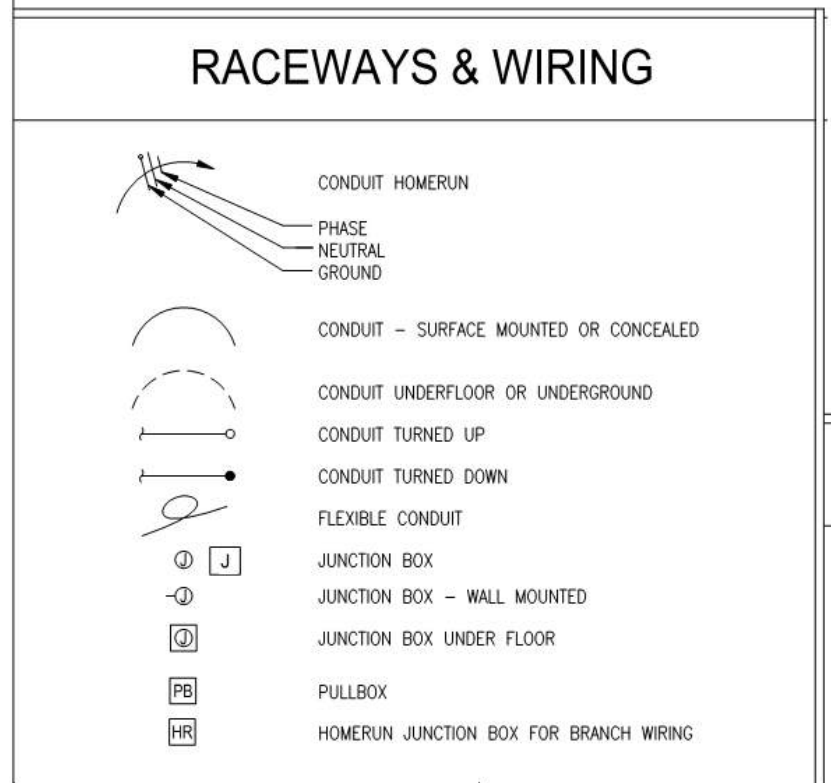 RACEWAYS & WIRING
CONDUIT HOMERUN
PHASE
NEUTRAL
GROUND
CONDUIT – SURFACE MOUNTED OR CONCEALED
CONDUIT UNDERFLOOR OR UNDERGROUND
CONDUIT TURNED UP
CONDUIT TURNED DOWN
FLEXIBLE CONDUIT
J J JUNCTION BOX
J JUNCTION BOX – WALL MOUNTED
J JUNCTION BOX UNDER FLOOR
PB PULLBOX
HR HOMERUN JUNCTION BOX FOR BRANCH WIRING